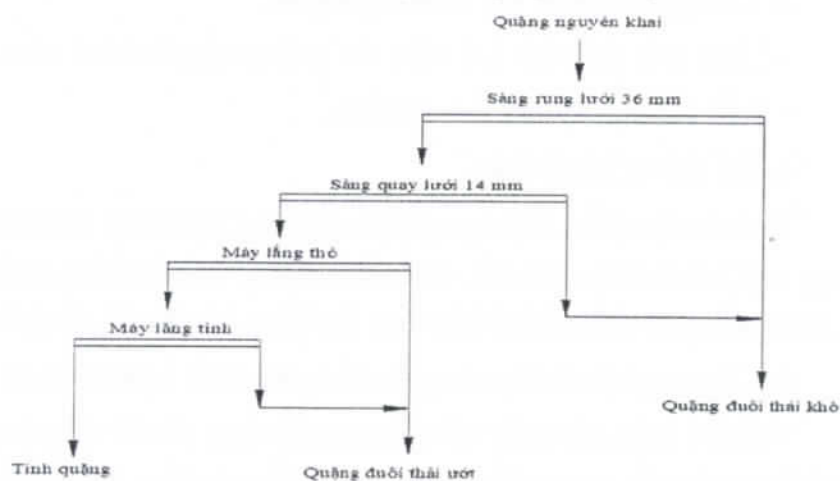 Quặng nguyên khai
Sàng rung lưới 36 mm
Sàng quay lưới 14 mm
Máy lắng thô
Máy lắng tinh
Quặng đuôi thải khô
Tinh quặng
Quặng đuôi thải ướt